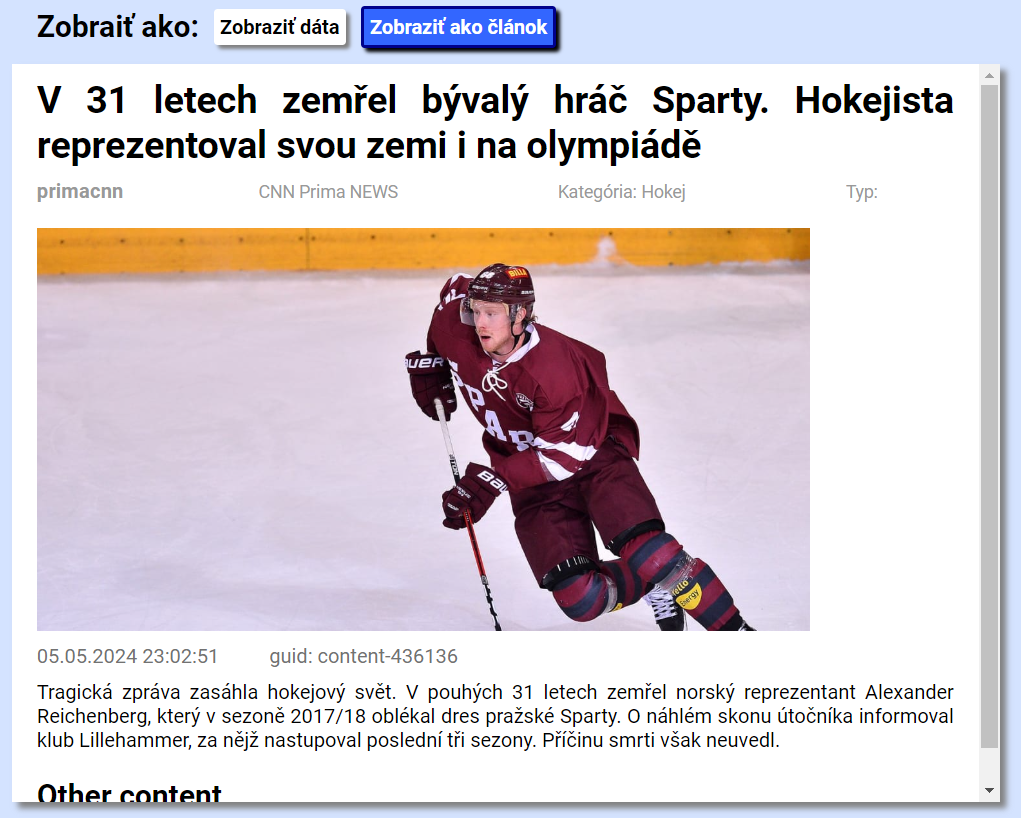 Zobraiť ako: Zobraziť dáta Zobraziť ako článok
V 31 letech zemřel bývalý hráč Sparty. Hokejista
reprezentoval svou zemi i na olympiádě
primacnn CNN Prima NEWS Kategória: Hokej Typ:
BILLA
BAUER
SPAR
05.05.2024 23:02:51 guid: content-436136
Tragická zpráva zasáhla hokejový svět. V pouhých 31 letech zemřel norský reprezentant Alexander
Reichenberg, který v sezoně 2017/18 oblékal dres pražské Sparty. O náhlém skonu útočníka informoval
klub Lillehammer, za nějž nastupoval poslední tři sezony. Příčinu smrti však neuvedl.
Other content